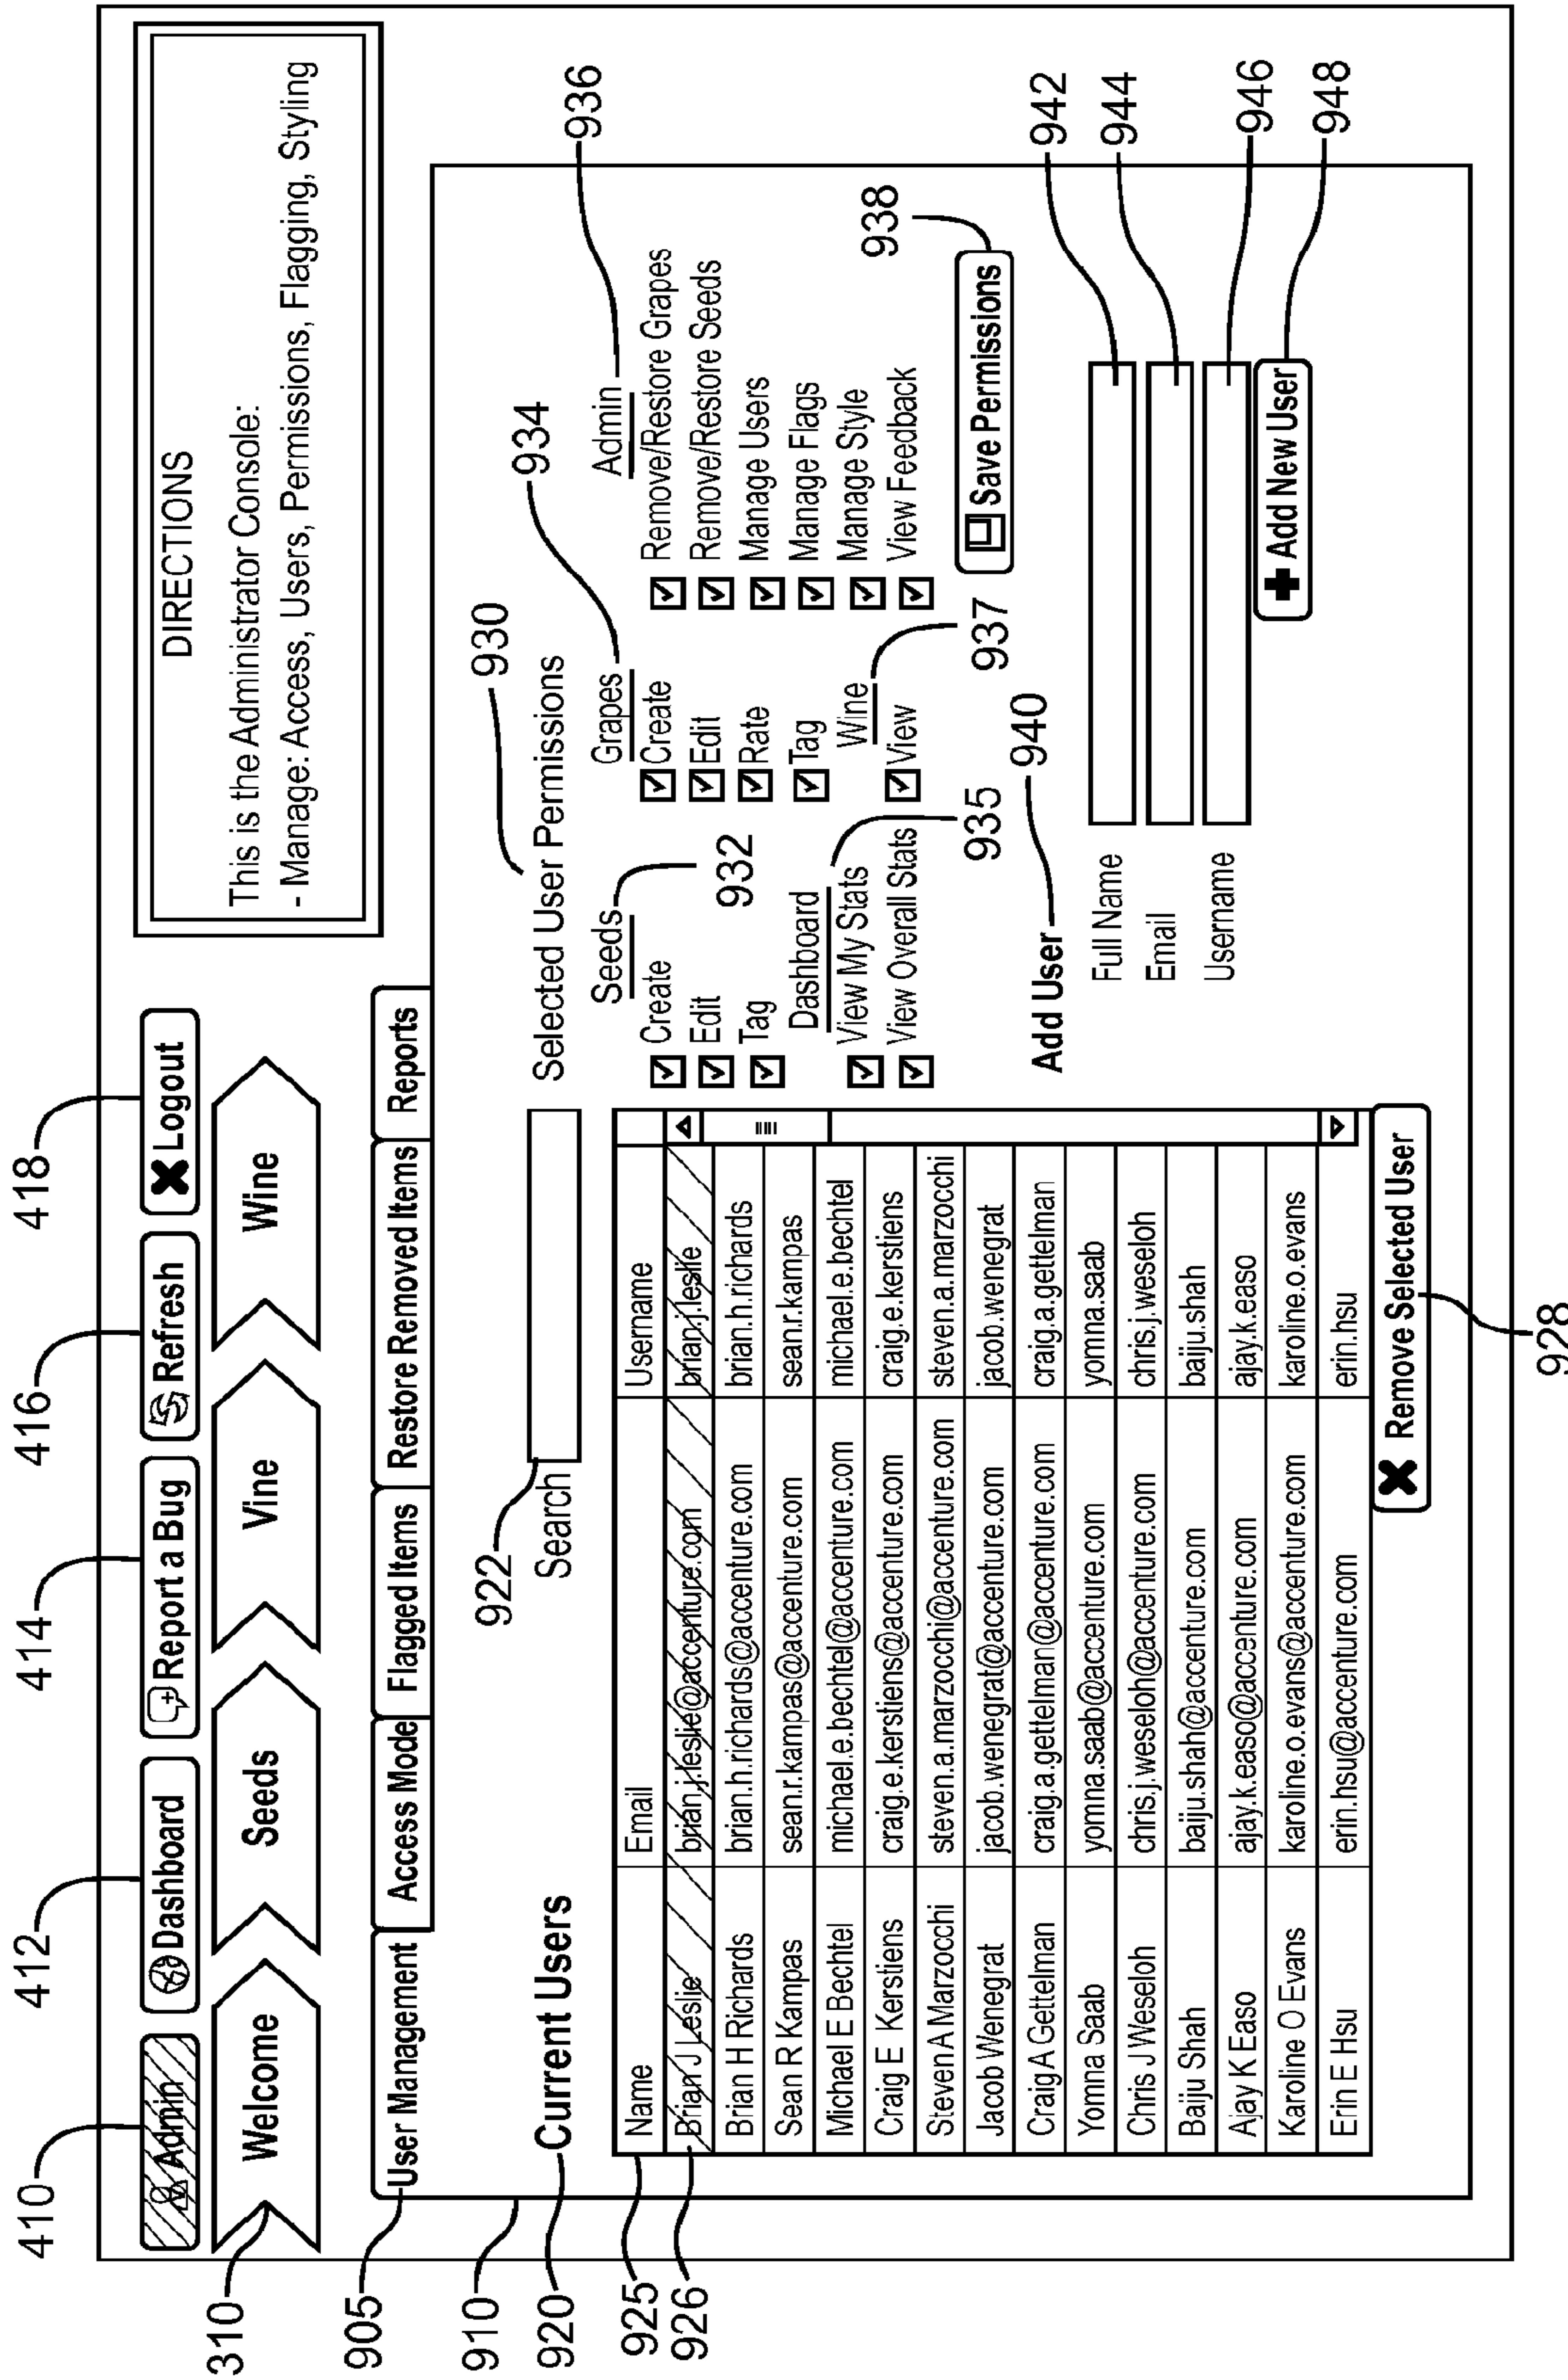 410 412 414 416 418
Admin Dashboard Report a Bug Refresh Logout
310 Welcome Seeds Vine Wine
DIRECTIONS
This is the Administrator Console:
- Manage: Access, Users, Permissions, Flagging, Styling
905 User Management Access Mode Flagged Items Restore Removed Items Reports
910
920 Current Users
922
Search
925
Name Email Username
926
Brian J Leslie brian.j.leslie@accenture.com brian.j.leslie
Brian H Richards brian.h.richards@accenture.com brian.h.richards
Sean R Kampas sean.r.kampas@accenture.com sean.r.kampas
Michael E Bechtel michael.e.bechtel@accenture.com michael.e.bechtel
Craig E Kerstiens craig.e.kerstiens@accenture.com craig.e.kerstiens
Steven A Marzocchi steven.a.marzocchi@accenture.com steven.a.marzocchi
Jacob Wenegrat jacob.wenegrat@accenture.com jacob.wenegrat
Craig A Gettelman craig.a.gettelman@accenture.com craig.a.gettelman
Yomna Saab yomna.saab@accenture.com yomna.saab
Chris J Weseloh chris.j.weseloh@accenture.com chris.j.weseloh
Baiju Shah baiju.shah@accenture.com baiju.shah
Ajay K Easo ajay.k.easo@accenture.com ajay.k.easo
Karoline O Evans karoline.o.evans@accenture.com karoline.o.evans
Erin E Hsu erin.hsu@accenture.com erin.hsu
Remove Selected User
928
930
Selected User Permissions
Seeds 932
Create
Edit
Tag
Dashboard 935
View My Stats
View Overall Stats
Grapes 934
Create
Edit
Rate
Tag
Wine 937
View
Admin 936
Remove/Restore Grapes
Remove/Restore Seeds
Manage Users
Manage Flags
Manage Style
View Feedback
938
Save Permissions
Add User 940
Full Name 942
Email 944
Username 946
Add New User 948